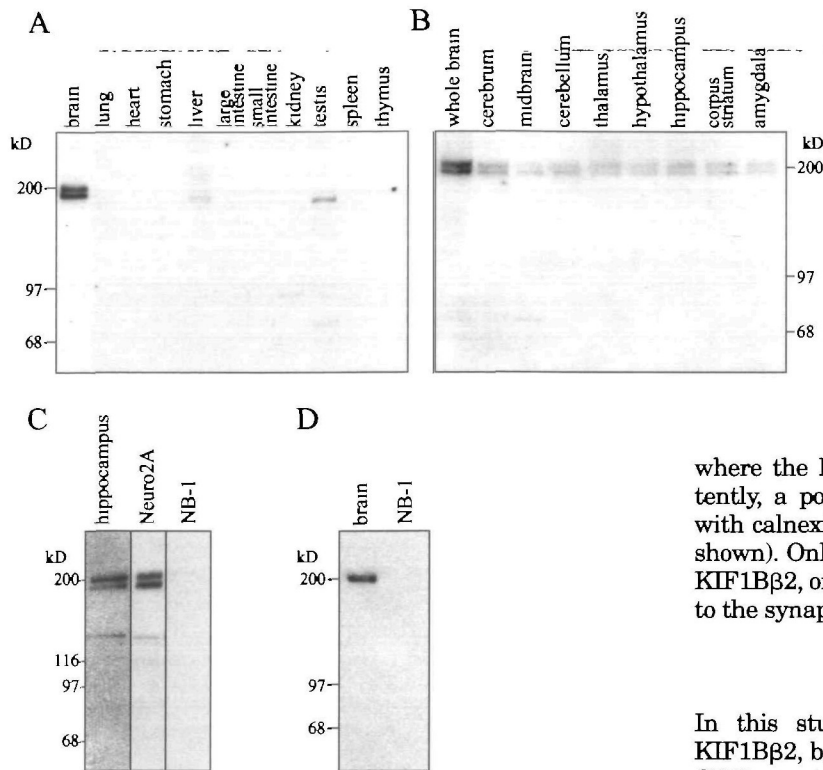 A
brain
lung
heart
stomach
liver
large
intestine
small
intestine
kidney
testis
spleen
thymus
kD
200
97
68
B
whole brain
cerebrum
midbrain
cerebellum
thalamus
hypothalamus
hippocampus
corpus
striatum
amygdala
kD
200
97
68
C
hippocampus
Neuro2A
NB-1
kD
200
116
97
68
D
brain
NB-1
kD
200
97
68
where the
tently, a po
with calnexi
shown). Onl
KIF1Bβ2, o
to the synap
In this stu
KIF1Bβ2, b